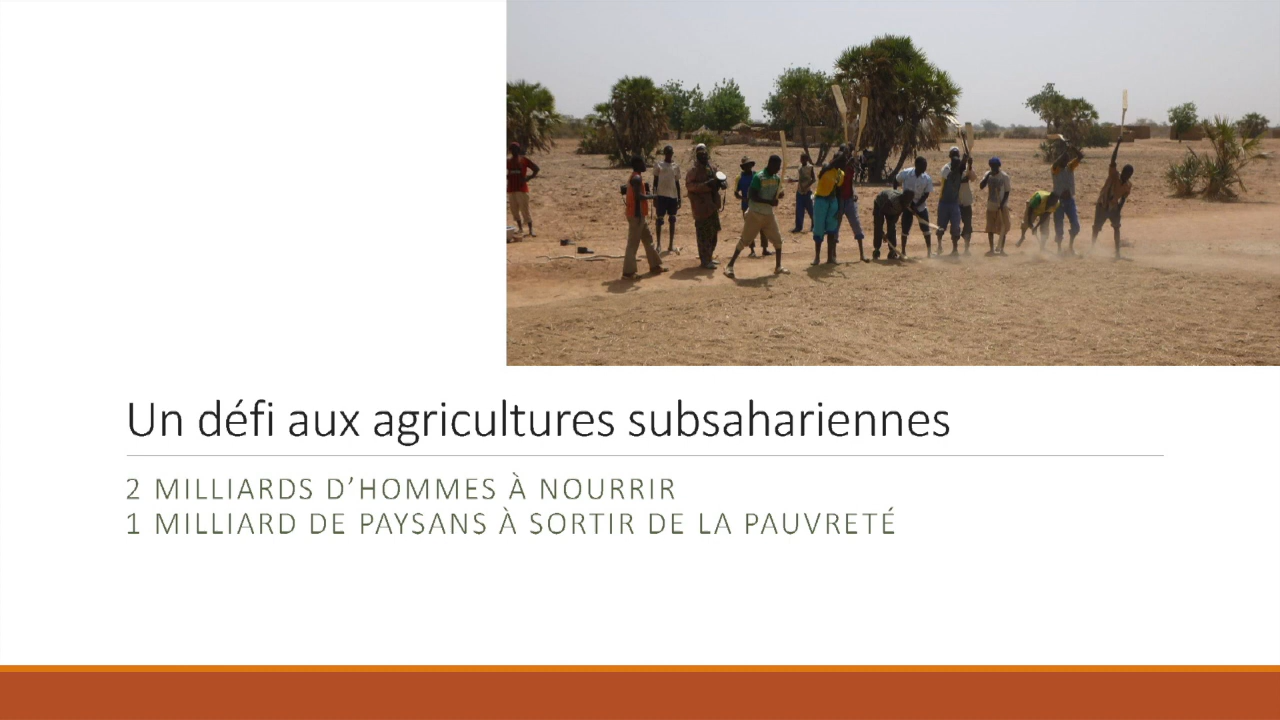 Un défi aux agricultures subsahariennes
2 MILLIARDS D’HOMMES À NOURRIR
1 MILLIARD DE PAYSANS À SORTIR DE LA PAUVRETÉ